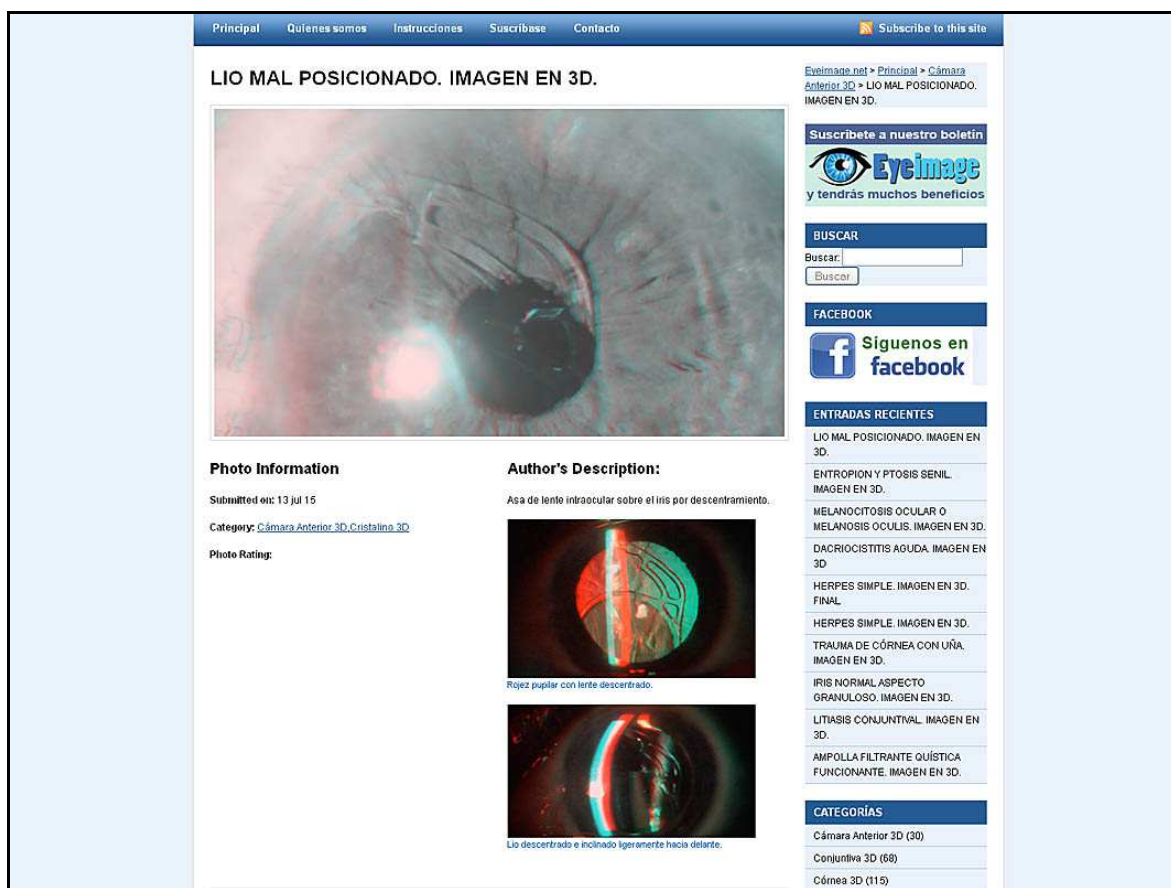 Principal Quienes somos Instrucciones Suscríbase Contacto Subscribe to this site
LIO MAL POSICIONADO. IMAGEN EN 3D.
Photo Information
Submitted on: 13 jul 15
Category: Cámara Anterior 3D,Cristalino 3D
Photo Rating:
Author's Description:
Asa de lente intraocular sobre el iris por descentramiento.
Rojez pupilar con lente descentrado.
Lio descentrado e inclinado ligeramente hacia delante.
Eyeimage.net > Principal > Cámara
Anterior 3D > LIO MAL POSICIONADO.
IMAGEN EN 3D.
Suscribete a nuestro boletín
Eyeimage
y tendrás muchos beneficios
BUSCAR
Buscar:
Buscar
FACEBOOK
Síguenos en
facebook
ENTRADAS RECIENTES
LIO MAL POSICIONADO. IMAGEN EN
3D.
ENTROPION Y PTOSIS SENIL.
IMAGEN EN 3D.
MELANOCITOSIS OCULAR O
MELANOSIS OCULIS. IMAGEN EN 3D.
DACRIOCISTITIS AGUDA. IMAGEN EN
3D
HERPES SIMPLE. IMAGEN EN 3D.
FINAL
HERPES SIMPLE. IMAGEN EN 3D.
TRAUMA DE CÓRNEA CON UÑA.
IMAGEN EN 3D.
IRIS NORMAL ASPECTO
GRANULOSO. IMAGEN EN 3D.
LITIASIS CONJUNTIVAL. IMAGEN EN
3D.
AMPOLLA FILTRANTE QUÍSTICA
FUNCIONANTE. IMAGEN EN 3D.
CATEGORÍAS
Cámara Anterior 3D (30)
Conjuntiva 3D (68)
Córnea 3D (115)